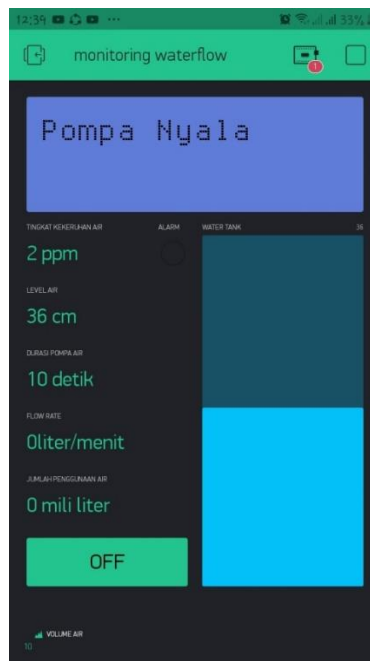 12:39
33%
monitoring waterflow
1
Pompa Nyala
TINGKAT KEKERUHAN AIR
ALARM
WATER TANK
36
2 ppm
LEVEL AIR
36 cm
DURASI POMPA AIR
10 detik
FLOW RATE
0liter/menit
JUMLAH PENGGUNAAN AIR
0 mili liter
OFF
VOLUME AIR
10